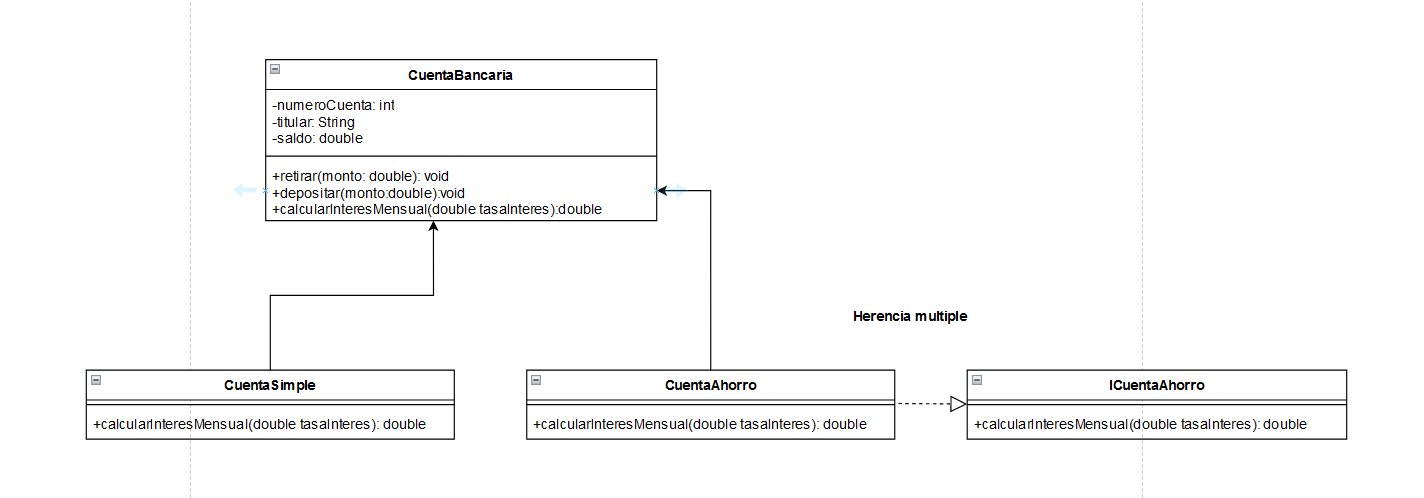 CuentaBancaria
-numeroCuenta: int
-titular: String
-saldo: double
+retirar(monto: double): void
+depositar(monto:double):void
+calcularInteresMensual(double tasaInteres):double
Herencia multiple
CuentaSimple
+calcularInteresMensual(double tasaInteres): double
CuentaAhorro
+calcularInteresMensual(double tasaInteres): double
ICuentaAhorro
+calcularInteresMensual(double tasaInteres): double